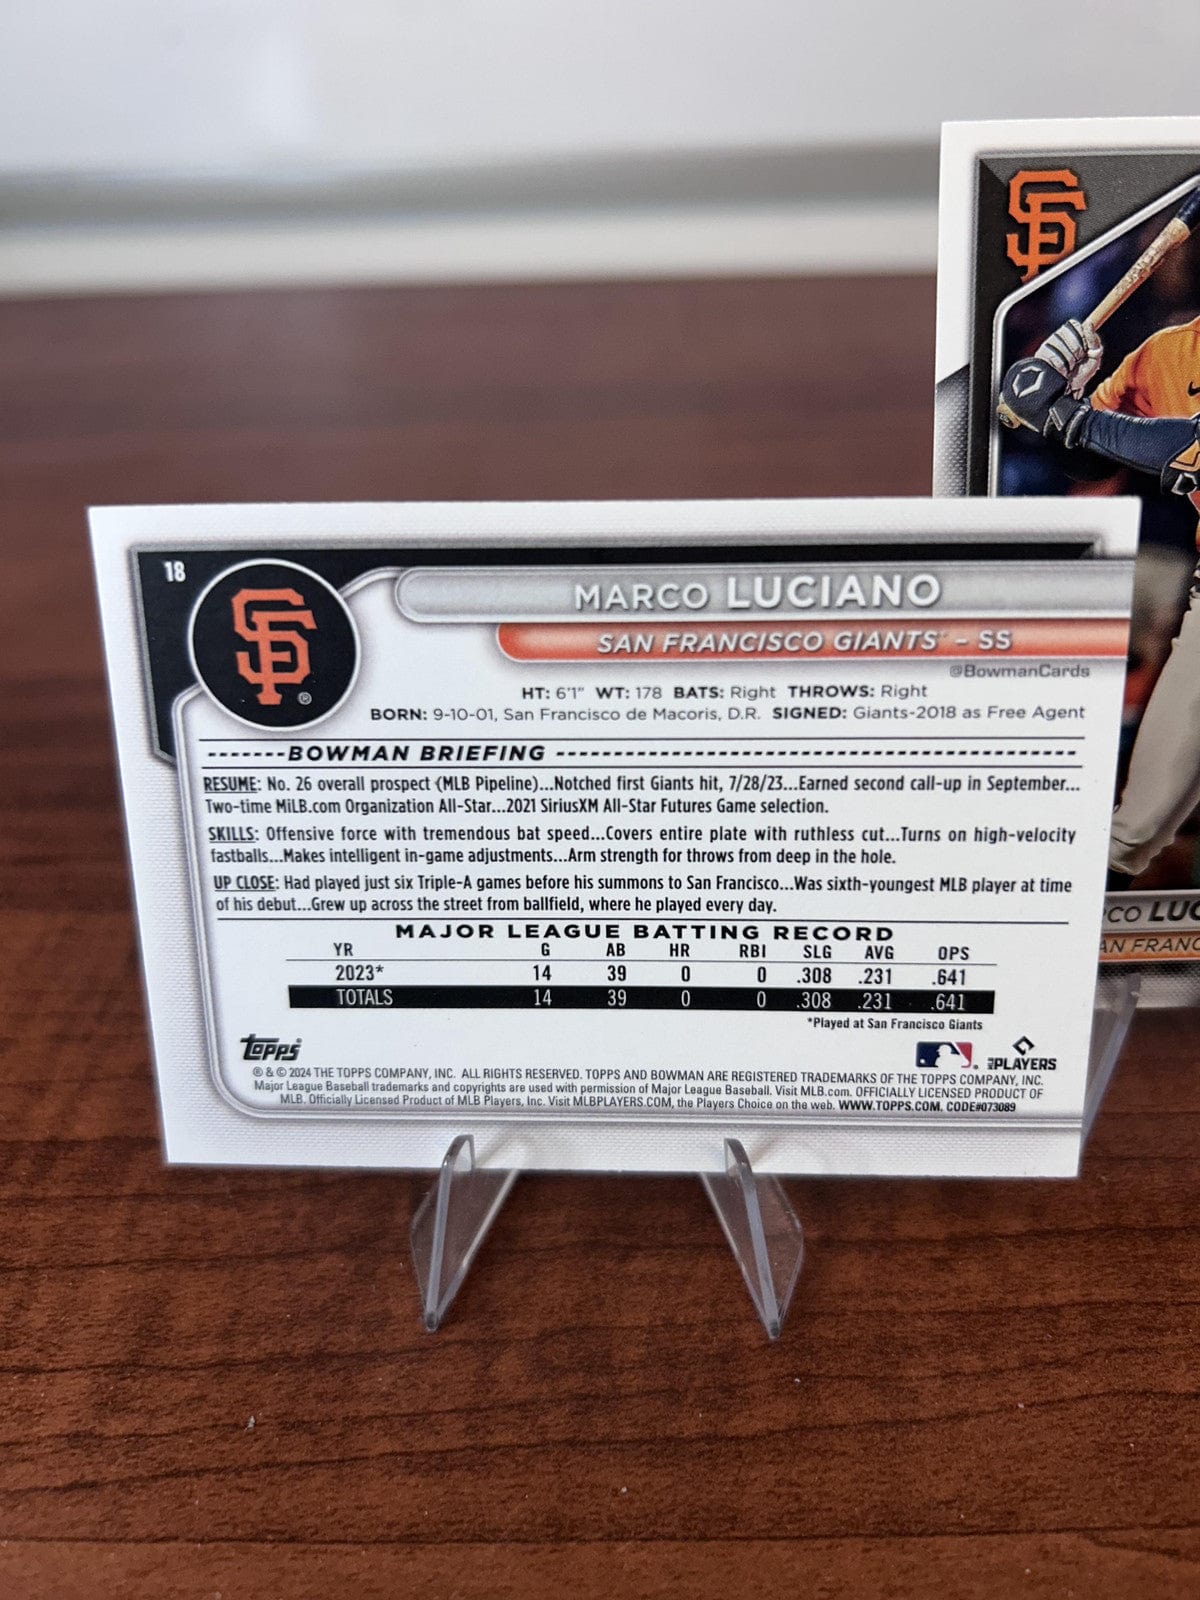 18
SF
®
MARCO LUCIANO
SAN FRANCISCO GIANTS™ – SS
@BowmanCards
HT: 6'1" WT: 178 BATS: Right THROWS: Right
BORN: 9-10-01, San Francisco de Macoris, D.R. SIGNED: Giants-2018 as Free Agent
BOWMAN BRIEFING
RESUME: No. 26 overall prospect (MLB Pipeline)...Notched first Giants hit, 7/28/23...Earned second call-up in September...
Two-time MiLB.com Organization All-Star...2021 SiriusXM All-Star Futures Game selection.
SKILLS: Offensive force with tremendous bat speed...Covers entire plate with ruthless cut...Turns on high-velocity
fastballs...Makes intelligent in-game adjustments...Arm strength for throws from deep in the hole.
UP CLOSE: Had played just six Triple-A games before his summons to San Francisco...Was sixth-youngest MLB player at time
of his debut...Grew up across the street from ballfield, where he played every day.
MAJOR LEAGUE BATTING RECORD
YR G AB HR RBI SLG AVG OPS
2023* 14 39 0 0 .308 .231 .641
TOTALS 14 39 0 0 .308 .231 .641
*Played at San Francisco Giants
Topps
PLAYERS
® & © 2024 THE TOPPS COMPANY, INC. ALL RIGHTS RESERVED. TOPPS AND BOWMAN ARE REGISTERED TRADEMARKS OF THE TOPPS COMPANY, INC.
Major League Baseball trademarks and copyrights are used with permission of Major League Baseball. Visit MLB.com. OFFICIALLY LICENSED PRODUCT OF
MLB. Officially Licensed Product of MLB Players, Inc. Visit MLBPLAYERS.COM, the Players Choice on the web. WWW.TOPPS.COM. CODE#073089
SF
CO LUC
AN FRANC